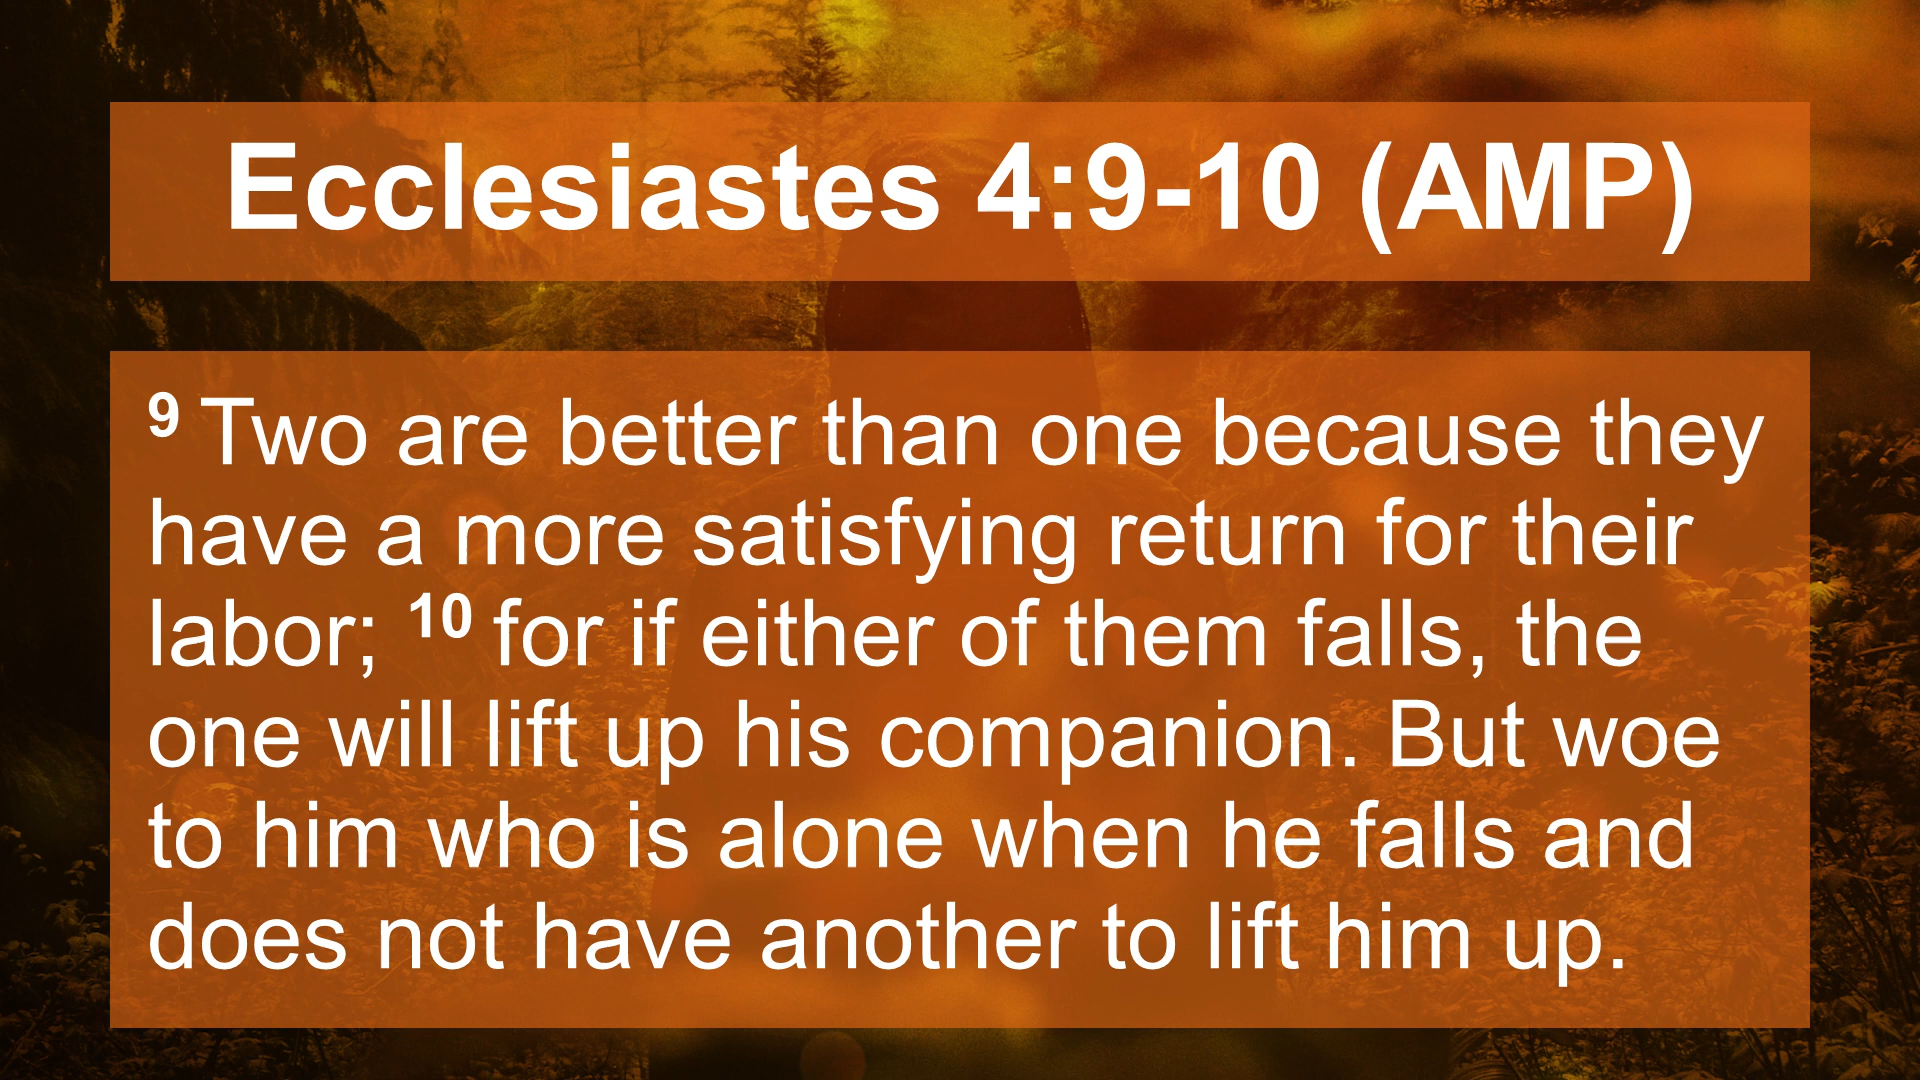 Ecclesiastes 4:9-10 (AMP)
9 Two are better than one because they
have a more satisfying return for their
labor; 10 for if either of them falls, the
one will lift up his companion. But woe
to him who is alone when he falls and
does not have another to lift him up.